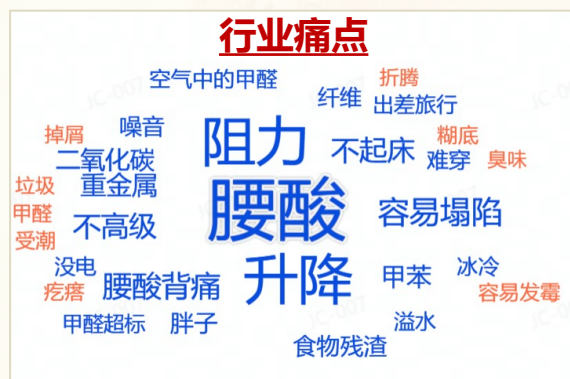 行业痛点
空气中的甲醛
折腾
纤维
出差旅行
掉屑
噪音
阻力
不起床
糊底
二氧化碳
难穿
臭味
垃圾
重金属
腰酸
容易塌陷
甲醛
不高级
受潮
没电
升降
甲苯
冰冷
疙瘩
腰酸背痛
容易发霉
甲醛超标
胖子
溢水
食物残渣